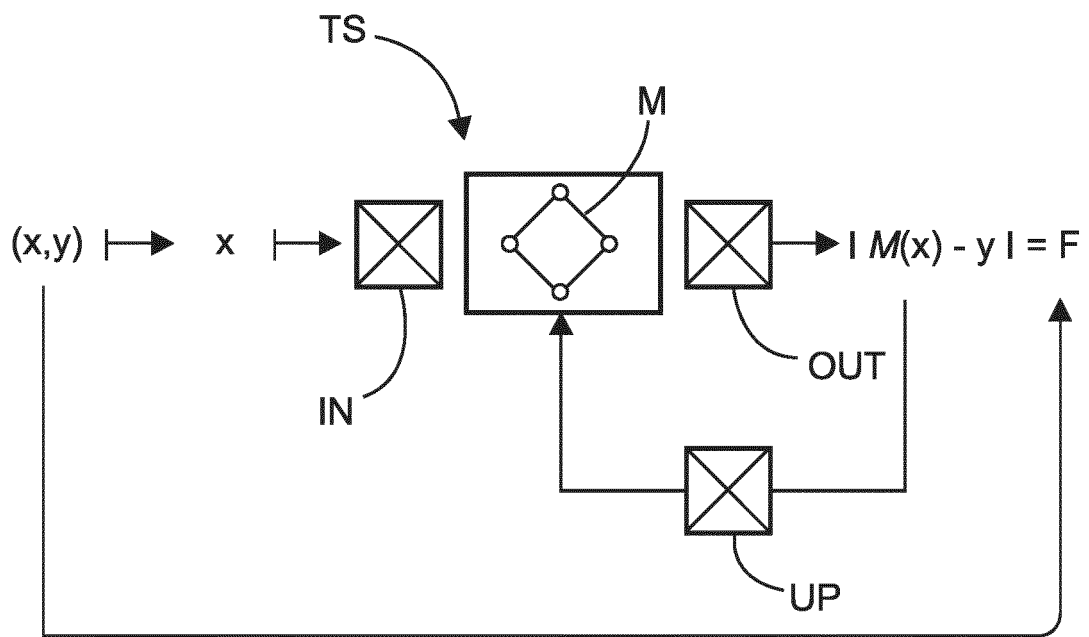 TS
M
(x,y) x | M(x) - y | = F
OUT
IN
UP